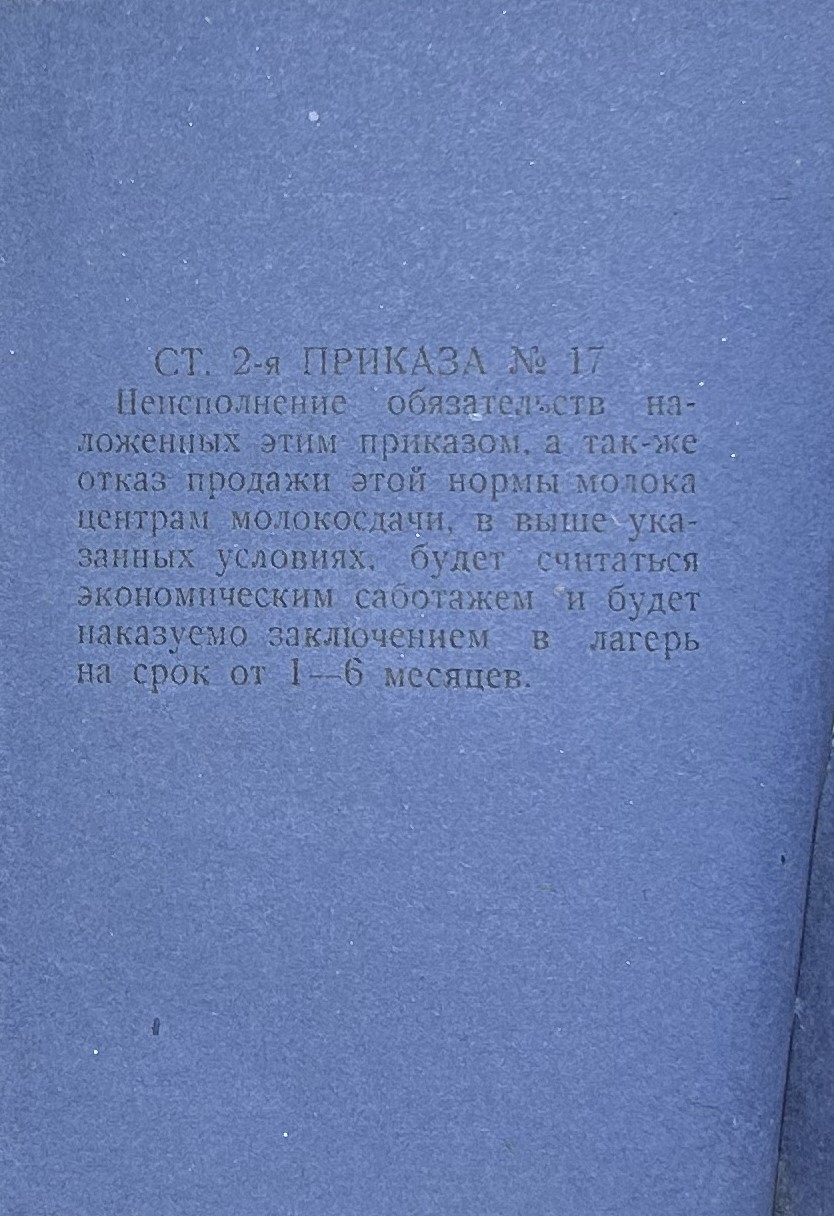 СТ. 2-я ПРИКАЗА № 17
Неисполнение обязательств на-
ложенных этим приказом, а так-же
отказ продажи этой нормы молока
центрам молокосдачи, в выше ука-
занных условиях, будет считаться
экономическим саботажем и будет
наказуемо заключением в лагерь
на срок от 1—6 месяцев.